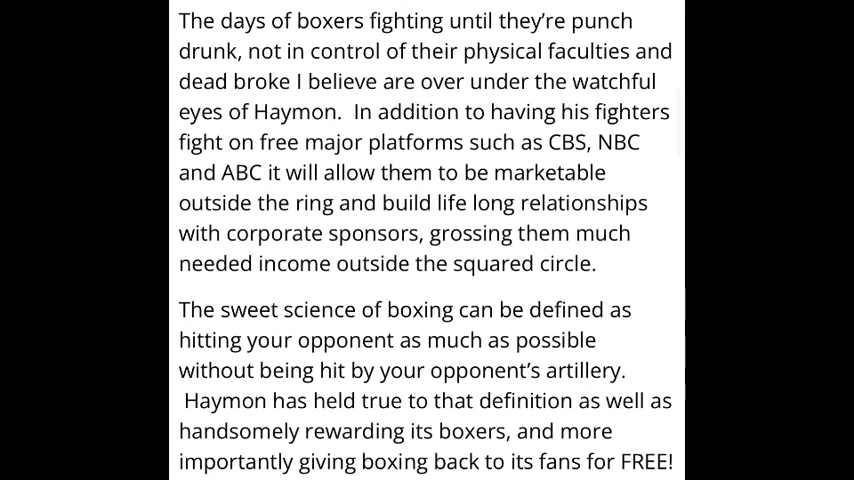 The days of boxers fighting until they’re punch
drunk, not in control of their physical faculties and
dead broke I believe are over under the watchful
eyes of Haymon.  In addition to having his fighters
fight on free major platforms such as CBS, NBC
and ABC it will allow them to be marketable
outside the ring and build life long relationships
with corporate sponsors, grossing them much
needed income outside the squared circle.
The sweet science of boxing can be defined as
hitting your opponent as much as possible
without being hit by your opponent’s artillery.
Haymon has held true to that definition as well as
handsomely rewarding its boxers, and more
importantly giving boxing back to its fans for FREE!